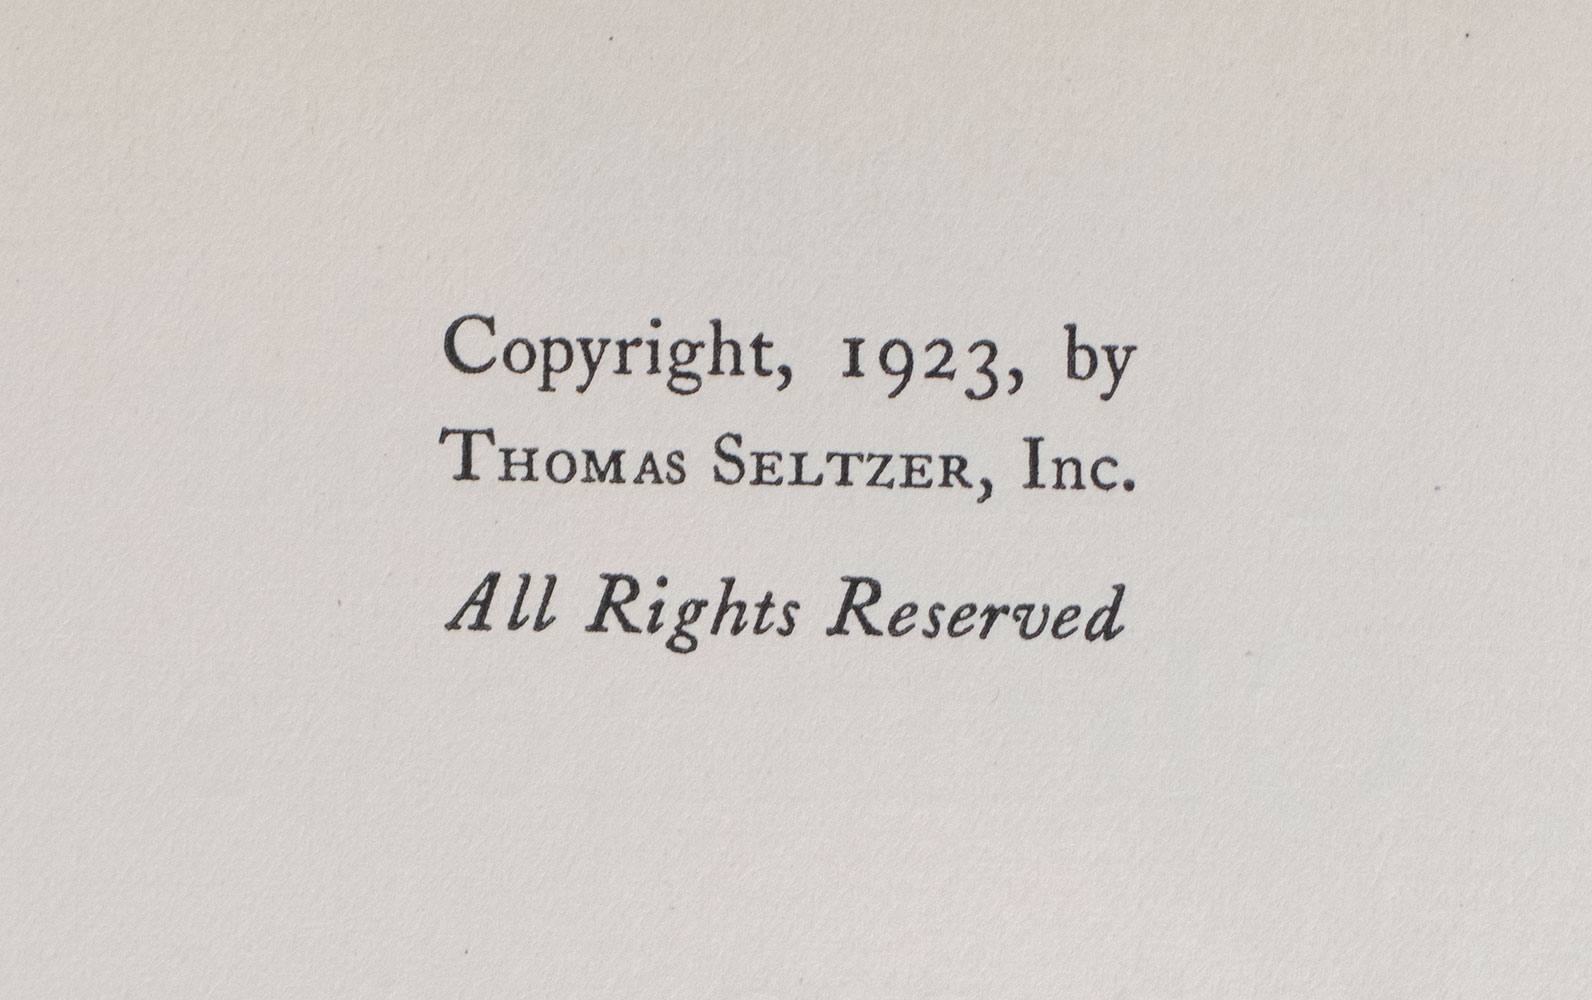 Copyright, 1923, by
Thomas Seltzer, Inc.
All Rights Reserved